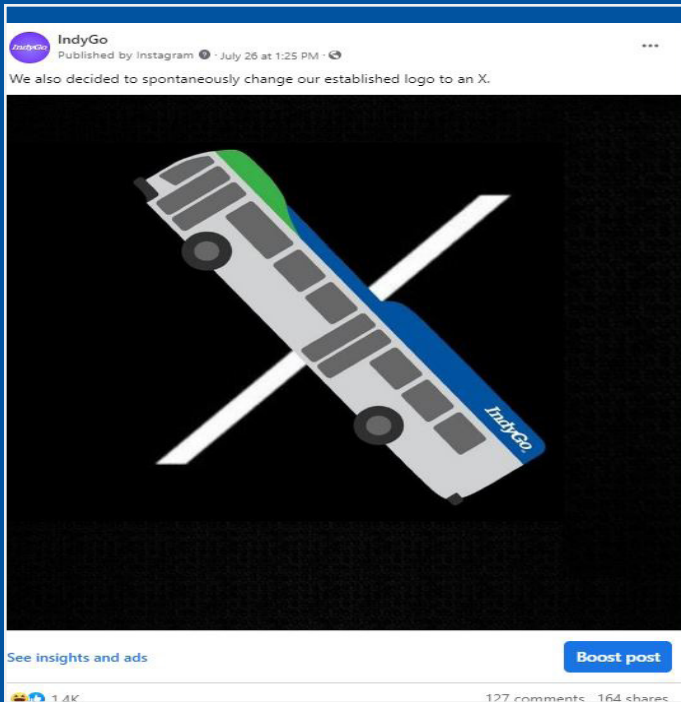 IndyGo
IndyGo
Published by Instagram · July 26 at 1:25 PM ·
We also decided to spontaneously change our established logo to an X.
IndyGo
See insights and ads
Boost post
1.4K
127 comments 164 shares